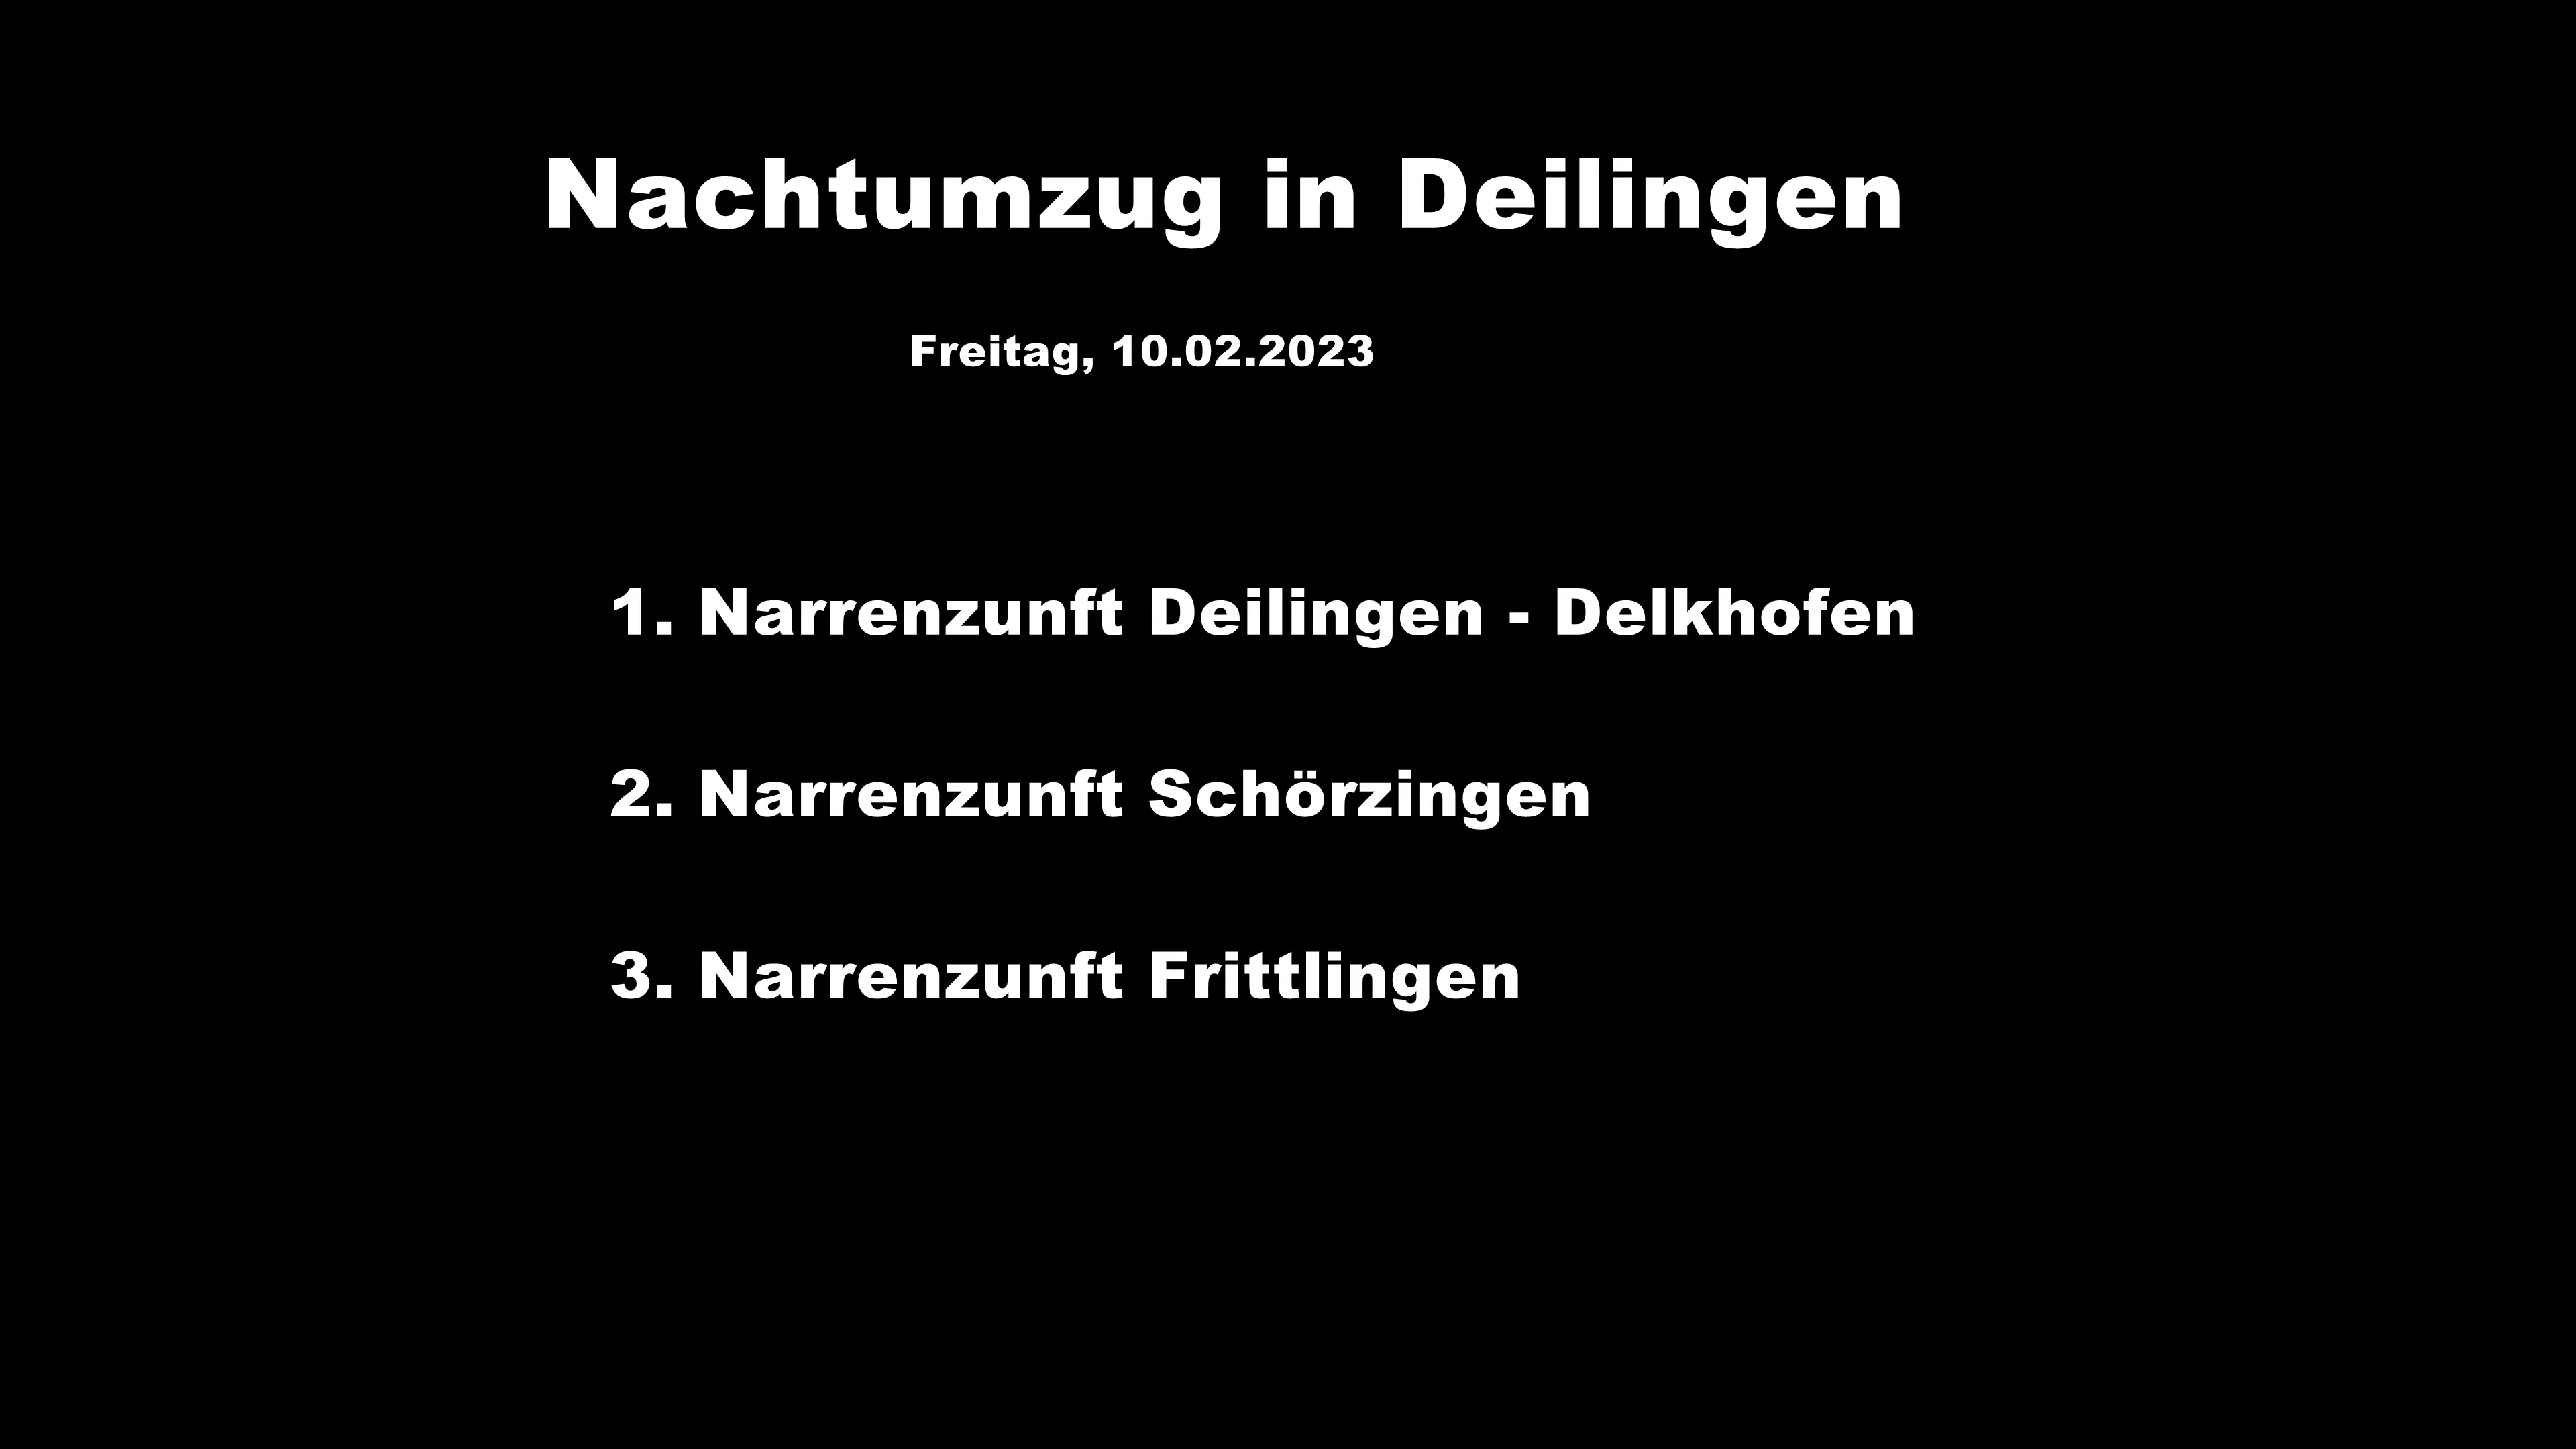 Nachtumzug in Deilingen
Freitag, 10.02.2023
1. Narrenzunft Deilingen - Delkhofen
2. Narrenzunft Schörzingen
3. Narrenzunft Frittlingen